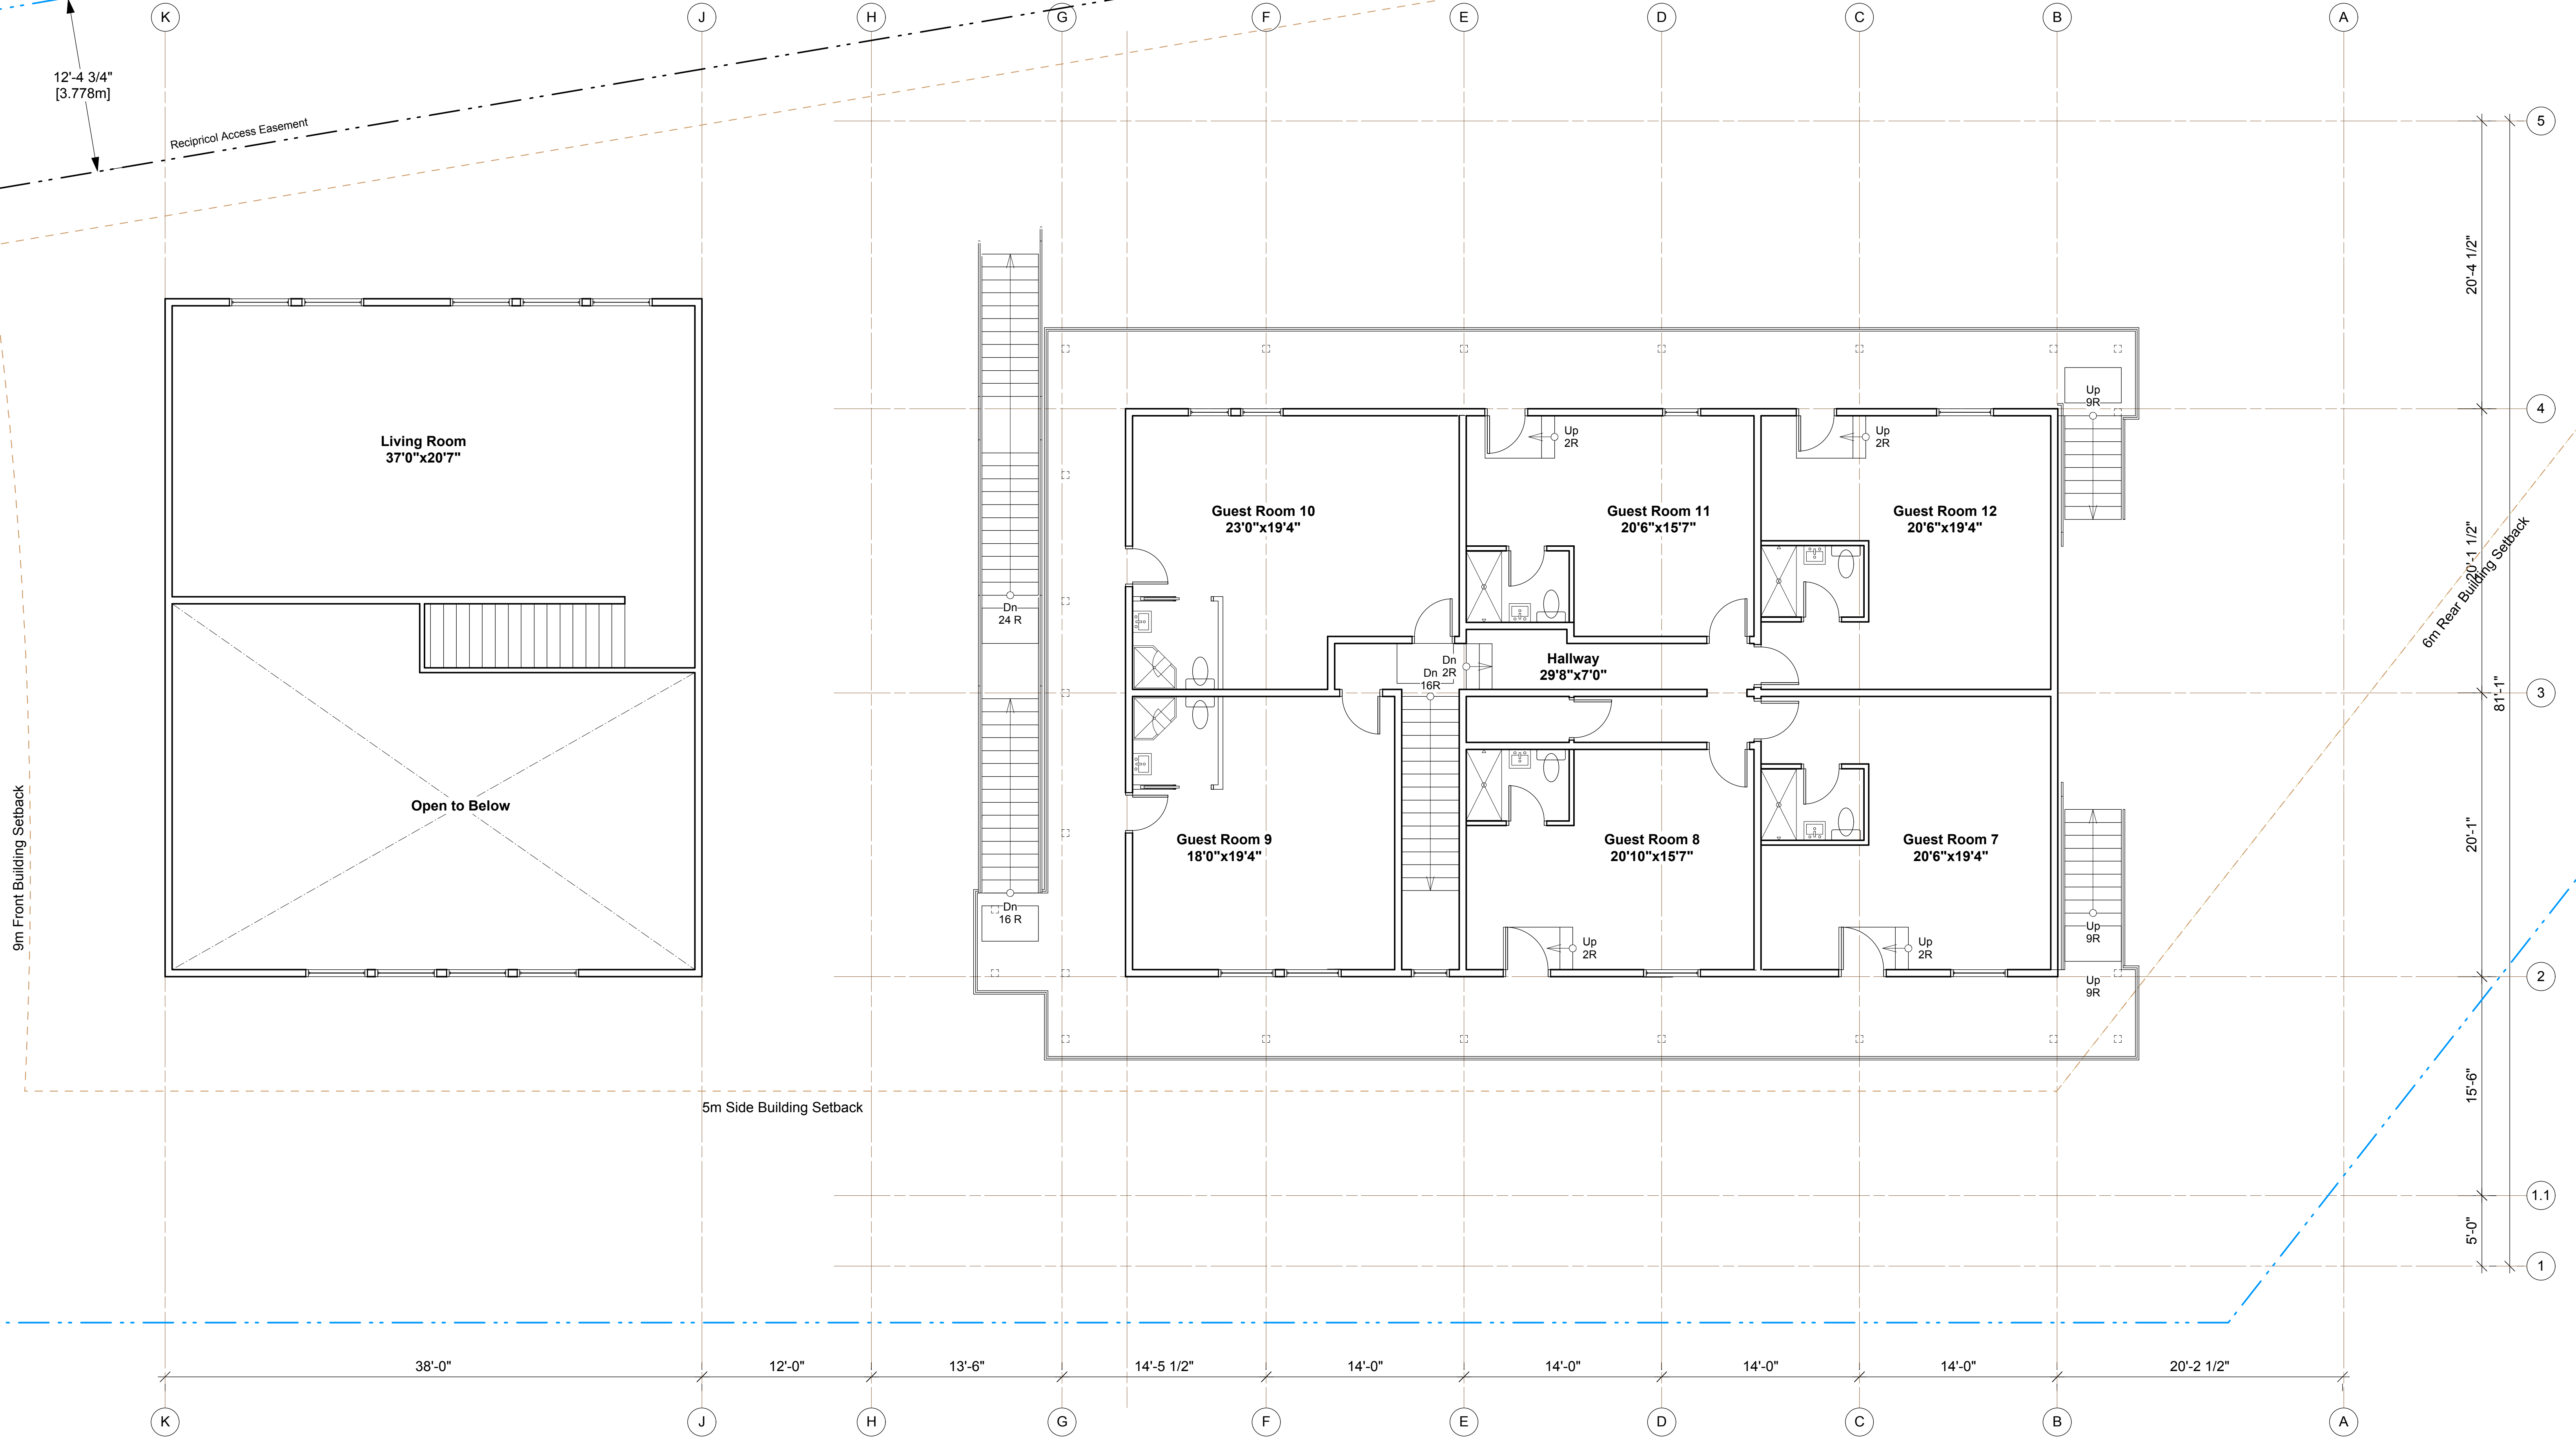 K
J
H
G
F
E
D
C
B
A
12'-4 3/4"
[3.778m]
Recipricol Access Easement
5
20'-4 1/2"
4
Up
9R
Living Room
37'0"x20'7"
Up
2R
Up
2R
Guest Room 10
23'0"x19'4"
Guest Room 11
20'6"x15'7"
Guest Room 12
20'6"x19'4"
20'-1 1/2"
6m Rear Building Setback
Dn
24 R
Hallway
29'8"x7'0"
Dn
2R
Dn
16R
81'-1"
3
Open to Below
9m Front Building Setback
Guest Room 9
18'0"x19'4"
Guest Room 8
20'10"x15'7"
Guest Room 7
20'6"x19'4"
20'-1"
Dn
16 R
Up
2R
Up
2R
Up
9R
Up
9R
2
5m Side Building Setback
15'-6"
1.1
5'-0"
1
38'-0"
12'-0"
13'-6"
14'-5 1/2"
14'-0"
14'-0"
14'-0"
14'-0"
20'-2 1/2"
K
J
H
G
F
E
D
C
B
A